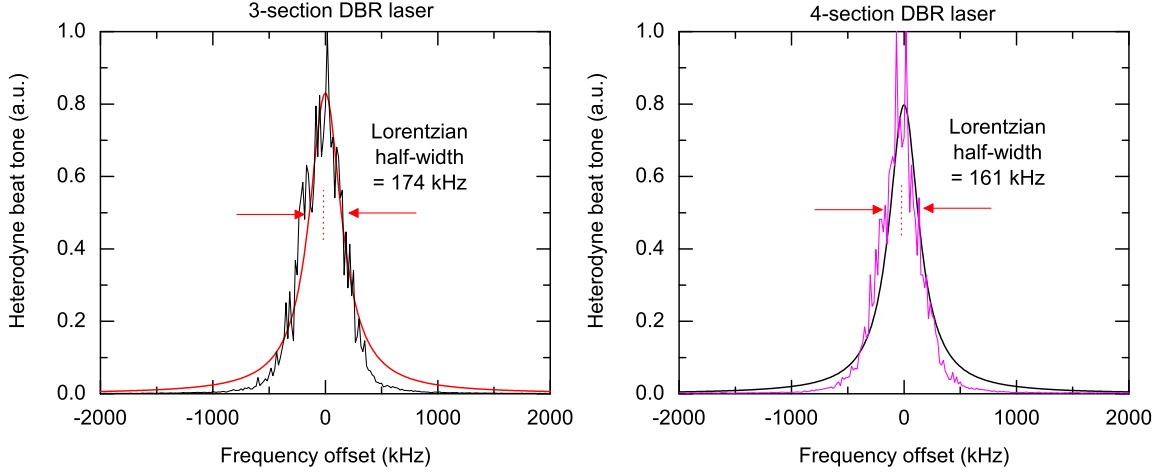 3-section DBR laser
Heterodyne beat tone (a.u.)
1.0
0.8
0.6
0.4
0.2
0.0
Lorentzian
half-width
= 174 kHz
-2000
-1000
0
1000
2000
Frequency offset (kHz)
4-section DBR laser
Heterodyne beat tone (a.u.)
1.0
0.8
0.6
0.4
0.2
0.0
Lorentzian
half-width
= 161 kHz
-2000
-1000
0
1000
2000
Frequency offset (kHz)